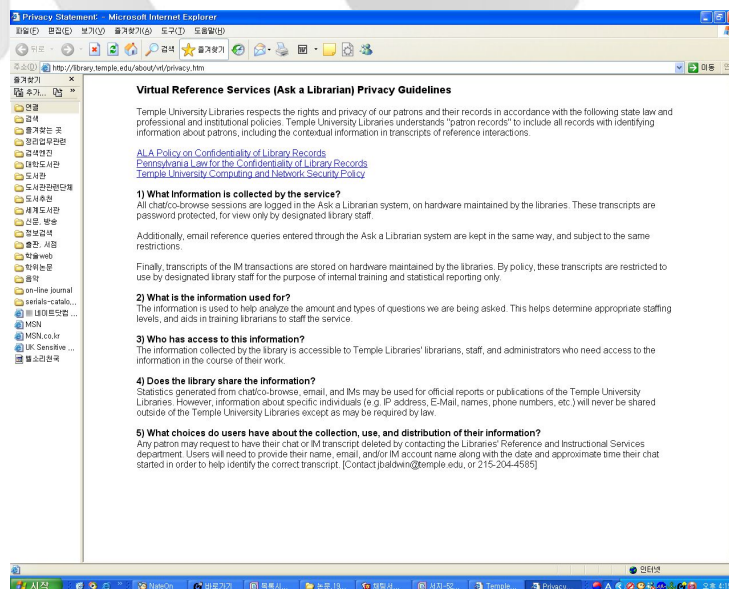 Privacy Statement: - Microsoft Internet Explorer
파일(F) 편집(E) 보기(V) 즐겨찾기(A) 도구(T) 도움말(H)
뒤로 검색 즐겨찾기
주소(D) http://library.temple.edu/about/vrl/privacy.htm 이동
즐겨찾기
추가...
연결
검색
즐겨찾는 곳
정리업무관련
검색엔진
대학도서관
도서관
도서관관련단체
도서추천
세계도서관
신문. 방송
정보검색
출판. 서점
학술web
학위논문
음악
on-line journal
serials-catalo...
네이트닷컴 ...
MSN
MSN.co.kr
UK Sensitive ...
벨소리천국
Virtual Reference Services (Ask a Librarian) Privacy Guidelines
Temple University Libraries respects the rights and privacy of our patrons and their records in accordance with the following state law and
professional and institutional policies. Temple University Libraries understands "patron records" to include all records with identifying
information about patrons, including the contextual information in transcripts of reference interactions.
ALA Policy on Confidentiality of Library Records
Pennsylvania Law for the Confidentiality of Library Records
Temple University Computing and Network Security Policy
1) What Information is collected by the service?
All chat/co-browse sessions are logged in the Ask a Librarian system, on hardware maintained by the libraries. These transcripts are
password protected, for view only by designated library staff.
Additionally, email reference queries entered through the Ask a Librarian system are kept in the same way, and subject to the same
restrictions.
Finally, transcripts of the IM transactions are stored on hardware maintained by the libraries. By policy, these transcripts are restricted to
use by designated library staff for the purpose of internal training and statistical reporting only.
2) What is the information used for?
The information is used to help analyze the amount and types of questions we are being asked. This helps determine appropriate staffing
levels, and aids in training librarians to staff the service.
3) Who has access to this information?
The information collected by the library is accessible to Temple Libraries' librarians, staff, and administrators who need access to the
information in the course of their work.
4) Does the library share the information?
Statistics generated from chat/co-browse, email, and IMs may be used for official reports or publications of the Temple University
Libraries. However, information about specific individuals (e.g. IP address, E-Mail, names, phone numbers, etc.) will never be shared
outside of the Temple University Libraries except as may be required by law.
5) What choices do users have about the collection, use, and distribution of their information?
Any patron may request to have their chat or IM transcript deleted by contacting the Libraries' Reference and Instructional Services
department. Users will need to provide their name, email, and/or IM account name along with the date and approximate time their chat
started in order to help identify the correct transcript. [Contact jbaldwin@temple.edu, or 215-204-4585]
인터넷
시작 NateOn 바로가기 목록시... 논문 19... 채팅서... 서지-52... Temple... Privacy